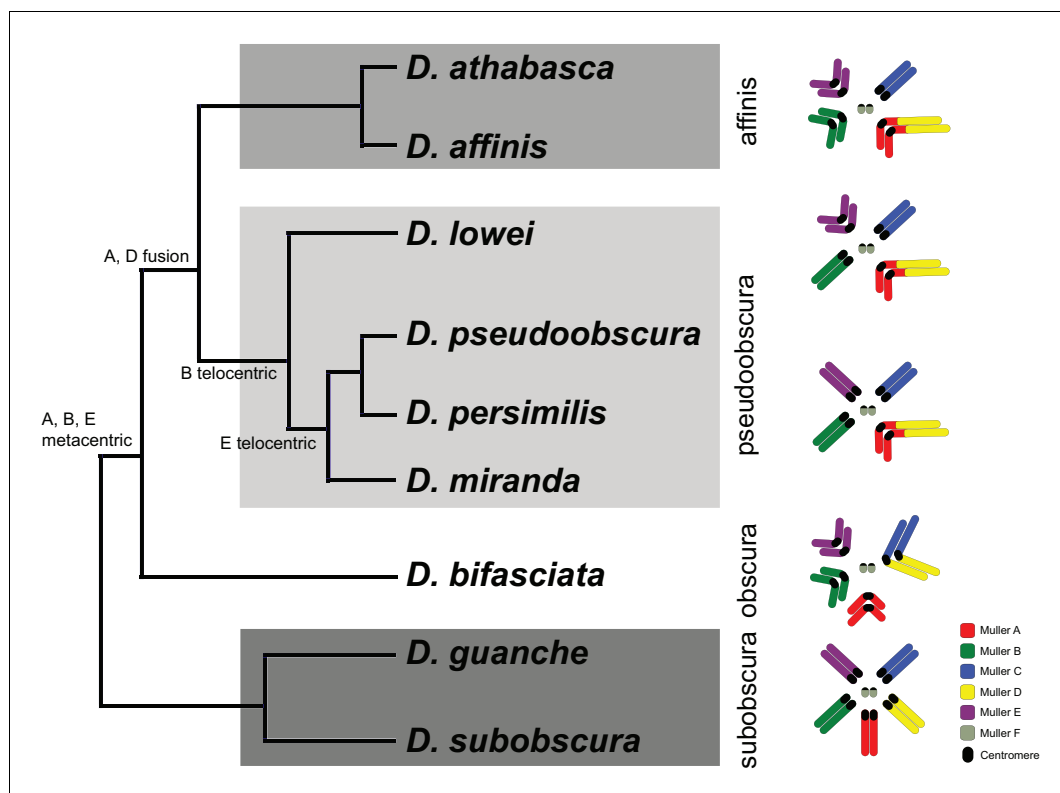 D. athabasca
D. affinis
affinis
A, D fusion
D. lowei
D. pseudoobscura
B telocentric
D. persimilis
E telocentric
D. miranda
pseudoobscura
A, B, E
metacentric
D. bifasciata
obscura
D. guanche
D. subobscura
subobscura
Muller A
Muller B
Muller C
Muller D
Muller E
Muller F
Centromere